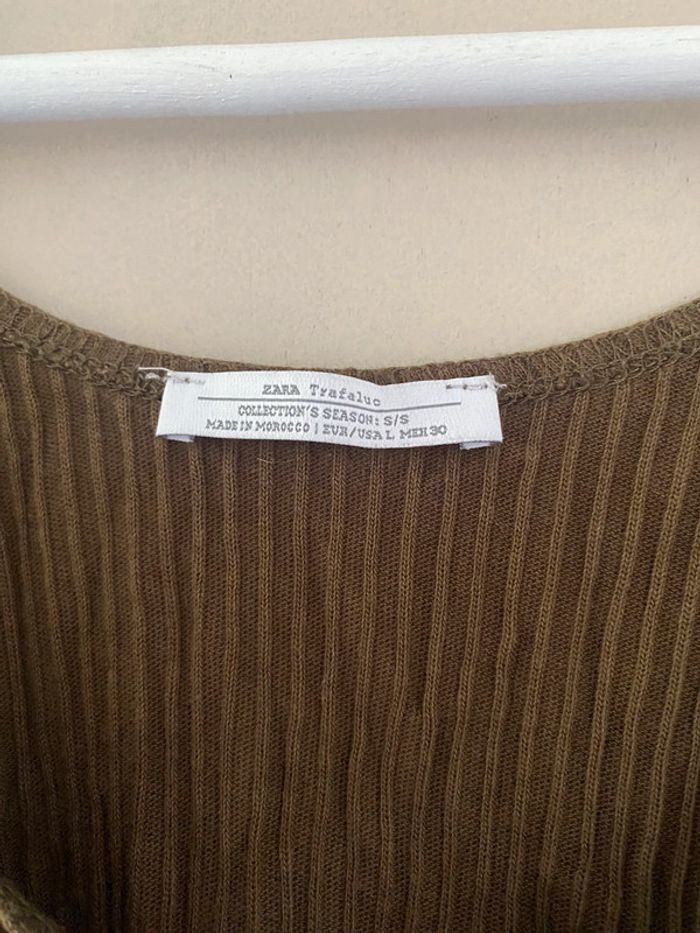 ZARA Trafaluc
COLLECTION'S SEASON: S/S
MADE IN MOROCCO | EUR/USA L MEX 30